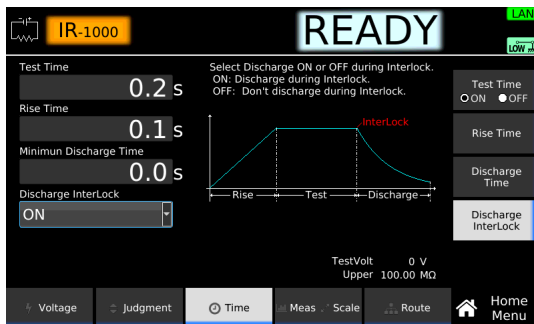 IR-1000
READY
LAN
LOW
Test Time
0.2 s
Rise Time
0.1 s
Minimun Discharge Time
0.0 s
Discharge InterLock
ON
Select Discharge ON or OFF during Interlock.
ON: Discharge during Interlock.
OFF: Don't discharge during Interlock.
InterLock
Rise
Test
Discharge
TestVolt 0 V
Upper 100.00 MΩ
Test Time
ON OFF
Rise Time
Discharge
Time
Discharge
InterLock
Voltage
Judgment
Time
Meas Scale
Route
Home
Menu